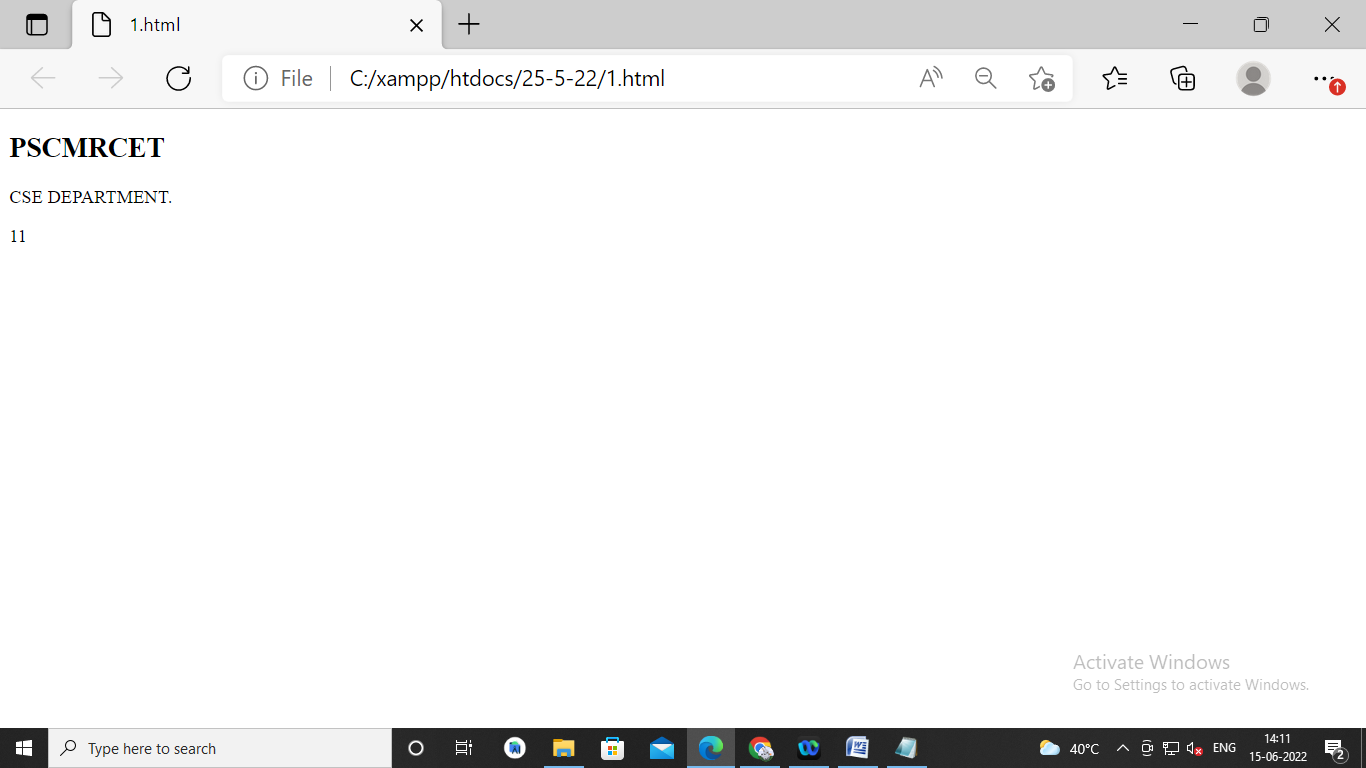 1.html
File C:/xampp/htdocs/25-5-22/1.html
PSCMRCET
CSE DEPARTMENT.
11
Activate Windows
Go to Settings to activate Windows.
Type here to search
40°C
ENG
14:11
15-06-2022
2